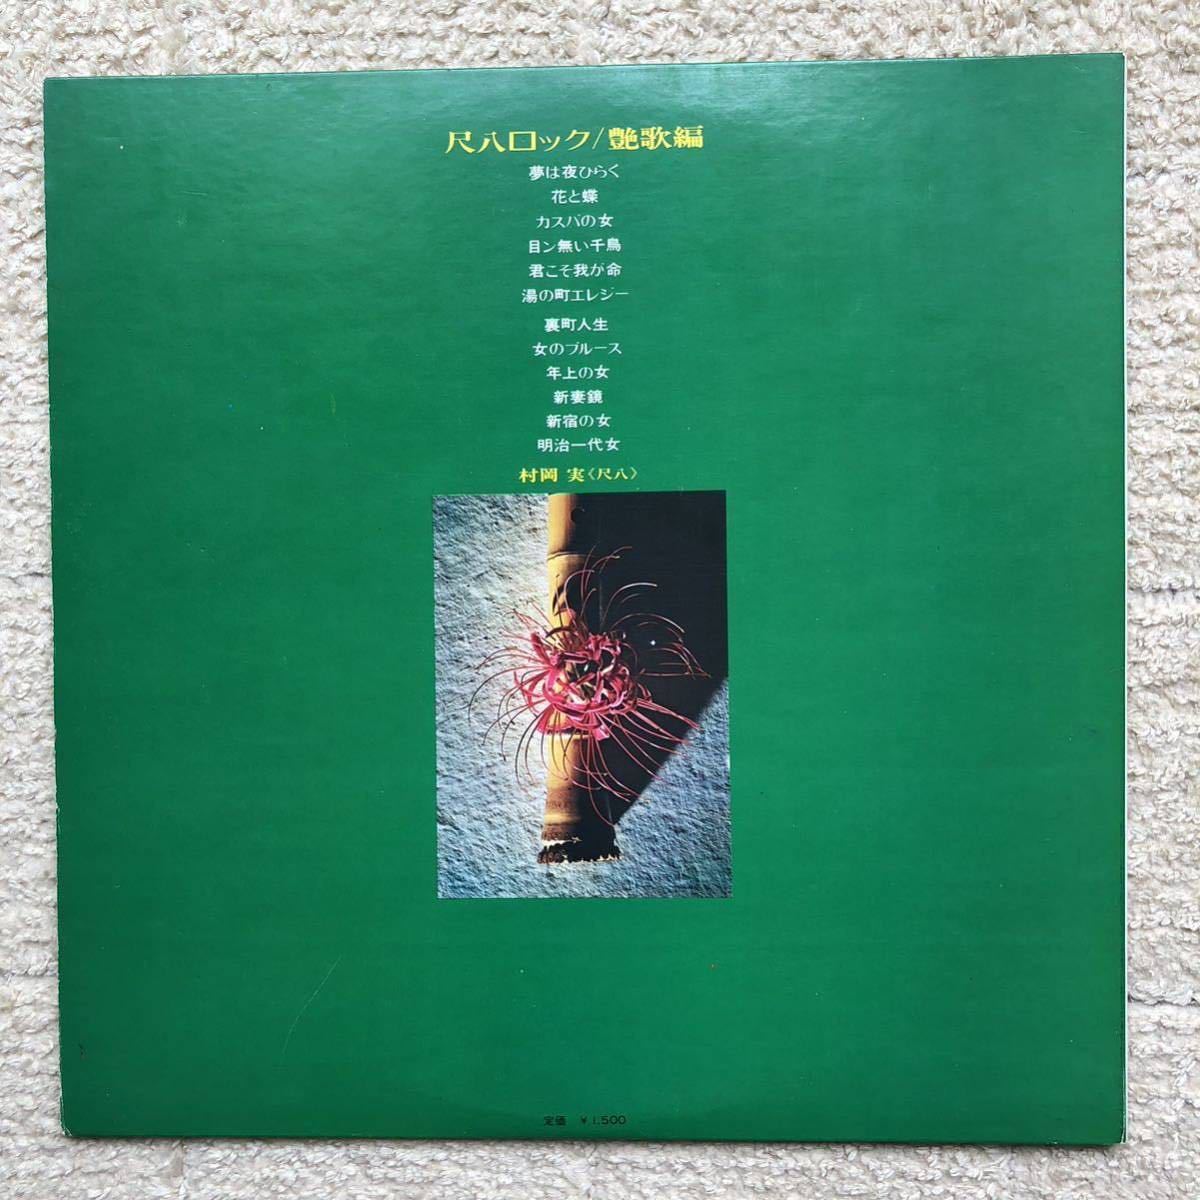 尺八ロック/艶歌編
夢は夜ひらく
花と蝶
カスバの女
目ン無い千鳥
君こそ我が命
湯の町エレジー
裏町人生
女のブルース
年上の女
新妻鏡
新宿の女
明治一代女
村岡 実〈尺八〉
定価 ¥1,500